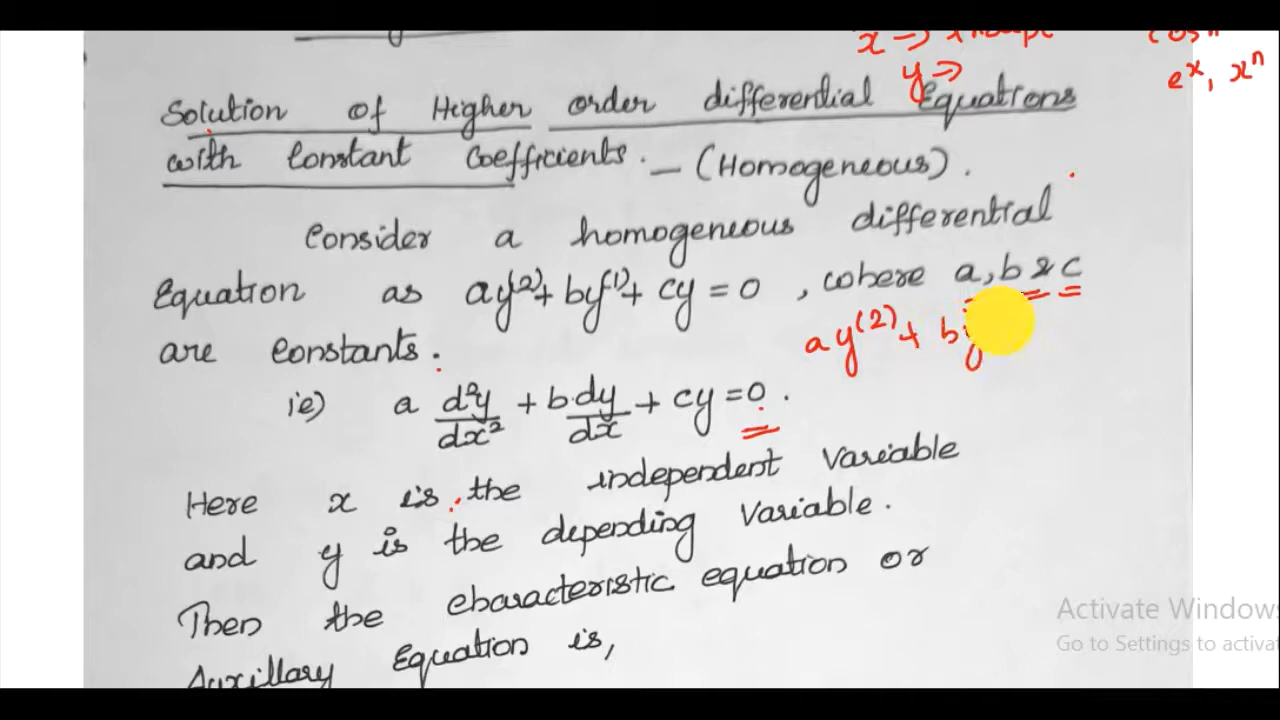 y ⇒
eˣ, xⁿ
Solution of Higher order differential Equations
with Constant Coefficients. — (Homogeneous).
Consider a homogeneous differential
Equation as ay⁽²⁾+ by⁽¹⁾+ cy = 0 , where a, b & c
are Constants.
a y⁽²⁾ + b
ie) a d²y/dx² + b.dy/dx + cy = 0 .
Here x is the independent Variable
and y is the depending Variable.
Then the characteristic equation or
Auxillary Equation is,
Activate Windows
Go to Settings to activat